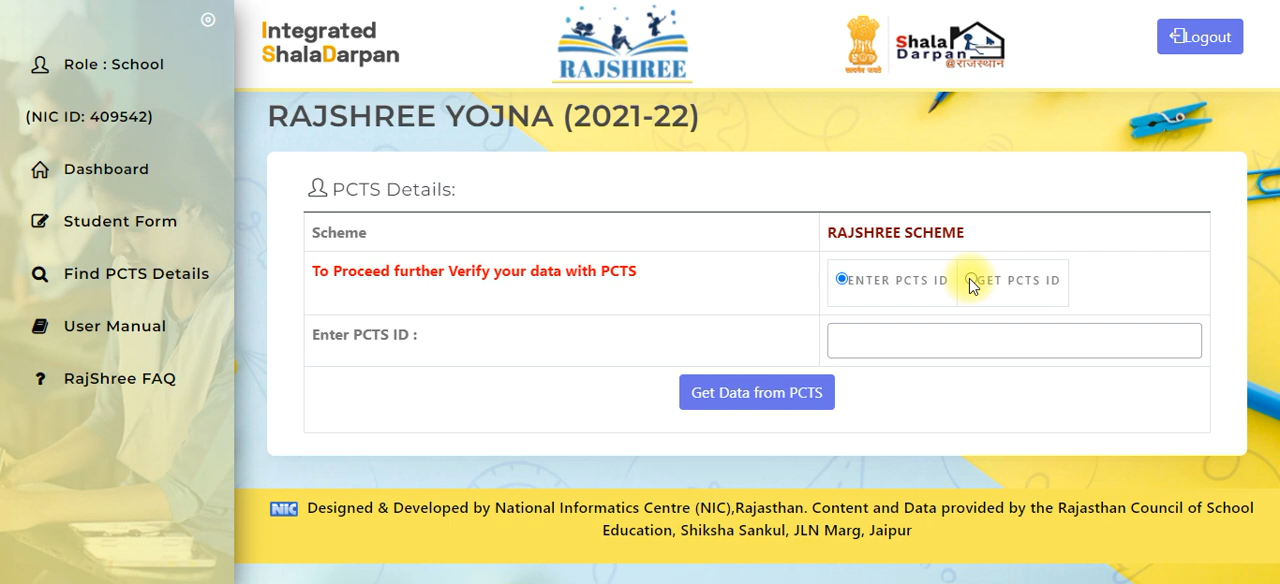 Role : School
(NIC ID: 409542)
Dashboard
Student Form
Find PCTS Details
User Manual
RajShree FAQ
Integrated
ShalaDarpan
RAJSHREE
सत्यमेव जयते
Shala
Darpan
@राजस्थान
Logout
RAJSHREE YOJNA (2021-22)
PCTS Details:
Scheme
RAJSHREE SCHEME
To Proceed further Verify your data with PCTS
ENTER PCTS ID
GET PCTS ID
Enter PCTS ID :
Get Data from PCTS
NIC Designed & Developed by National Informatics Centre (NIC),Rajasthan. Content and Data provided by the Rajasthan Council of School
Education, Shiksha Sankul, JLN Marg, Jaipur